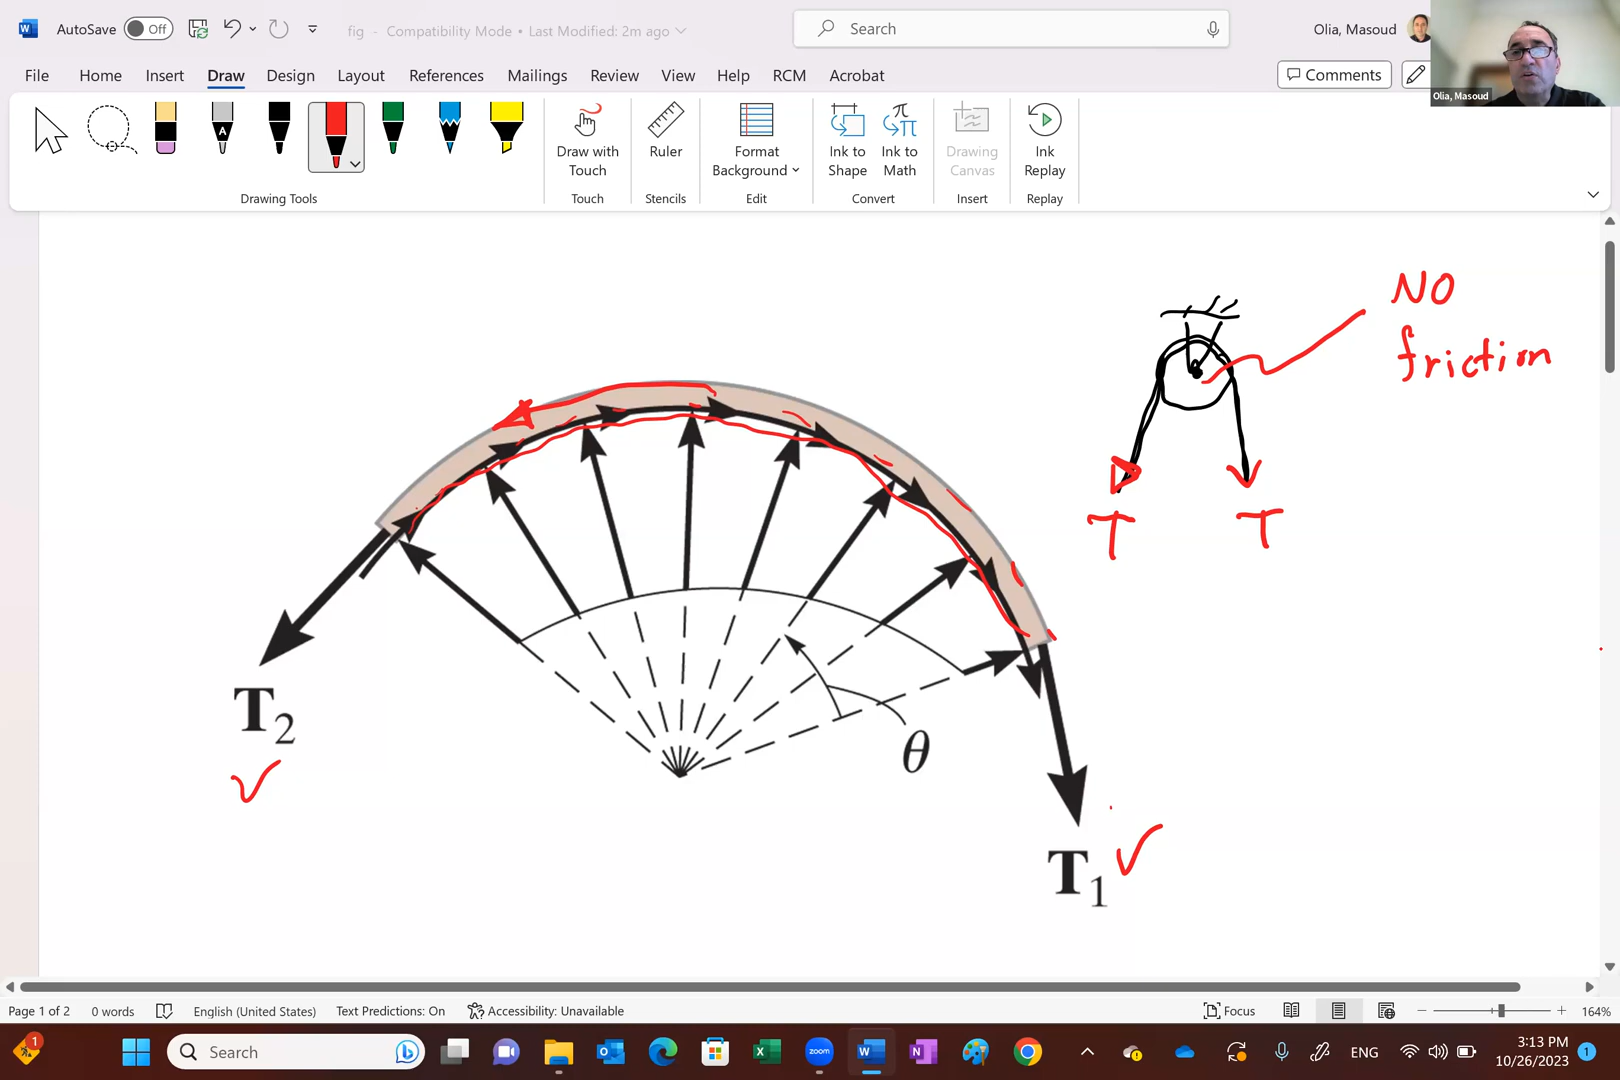 AutoSave Off fig - Compatibility Mode • Last Modified: 2m ago Search Olia, Masoud
File Home Insert Draw Design Layout References Mailings Review View Help RCM Acrobat Comments
Olia, Masoud
A
Draw with Touch
Ruler
Format Background
Ink to Shape
Ink to Math
Drawing Canvas
Ink Replay
Drawing Tools Touch Stencils Edit Convert Insert Replay
NO
friction
T T
T2
θ
T1
Page 1 of 2 0 words English (United States) Text Predictions: On Accessibility: Unavailable Focus 164%
1 Search zoom ENG 3:13 PM
10/26/2023 1